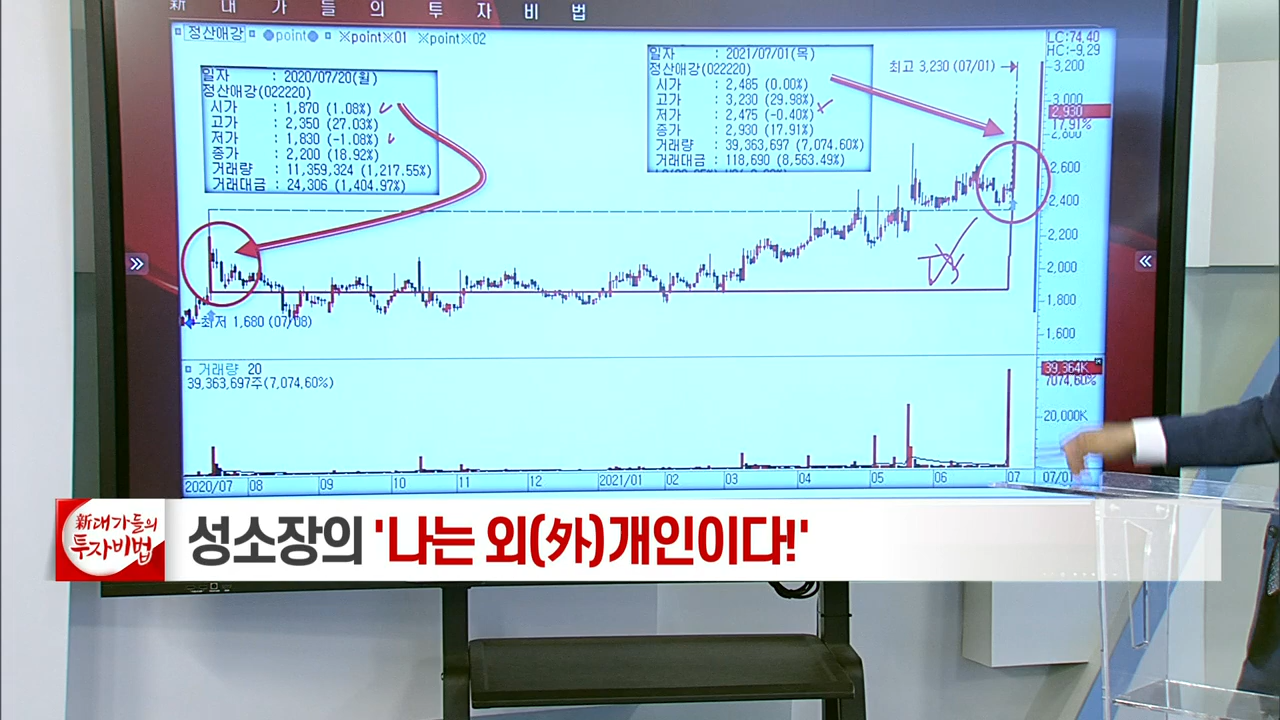 新 대 가 들 의 투 자 비 법
정산애강 point ※point※01 ※point※02
LC:74.40
HC:-9.29
일자 : 2020/07/20(월)
정산애강(022220)
시가 : 1,870 (1.08%)
고가 : 2,350 (27.03%)
저가 : 1,830 (-1.08%)
종가 : 2,200 (18.92%)
거래량 : 11,359,324 (1,217.55%)
거래대금 : 24,306 (1,404.97%)
일자 : 2021/07/01(목)
정산애강(022220)
시가 : 2,485 (0.00%)
고가 : 3,230 (29.98%)
저가 : 2,475 (-0.40%)
종가 : 2,930 (17.91%)
거래량 : 39,363,697 (7,074.60%)
거래대금 : 118,690 (8,563.49%)
최고 3,230 (07/01)
3,200
3,000
2,930
17.91%
2,800
2,600
2,400
2,200
2,000
1,800
1,600
최저 1,680 (07/08)
거래량 20
39,363,697주(7,074.60%)
39,364K
7074.60%
20,000K
2020/07 08 09 10 11 12 2021/01 02 03 04 05 06 07 07/01
新대가들의
투자비법
성소장의 '나는 외(外)개인이다!'